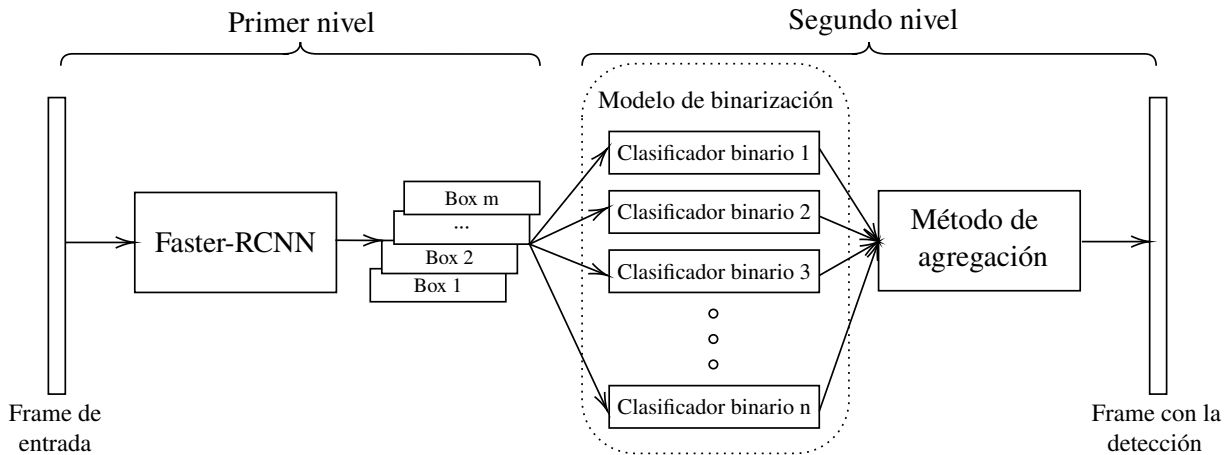 Primer nivel
Segundo nivel
Modelo de binarización
Clasificador binario 1
Clasificador binario 2
Clasificador binario 3
Clasificador binario n
Faster-RCNN
Box m
...
Box 2
Box 1
Método de
agregación
Frame de
entrada
Frame con la
detección